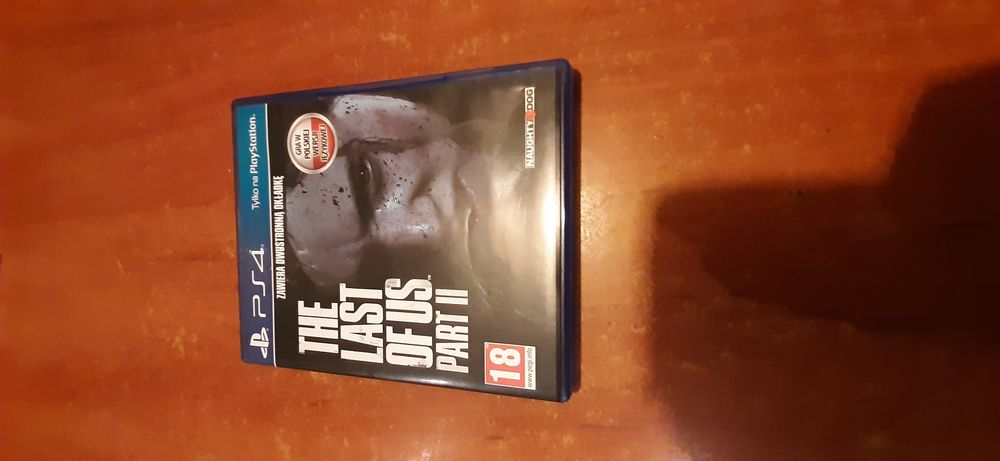 PS4
Tylko na PlayStation.
ZAWIERA DWUSTRONNĄ OKŁADKĘ
GRA W
POLSKIEJ
WERSJI
JĘZYKOWEJ
THE
LAST
OF US™
PART II
18
www.pegi.info
NAUGHTY DOG